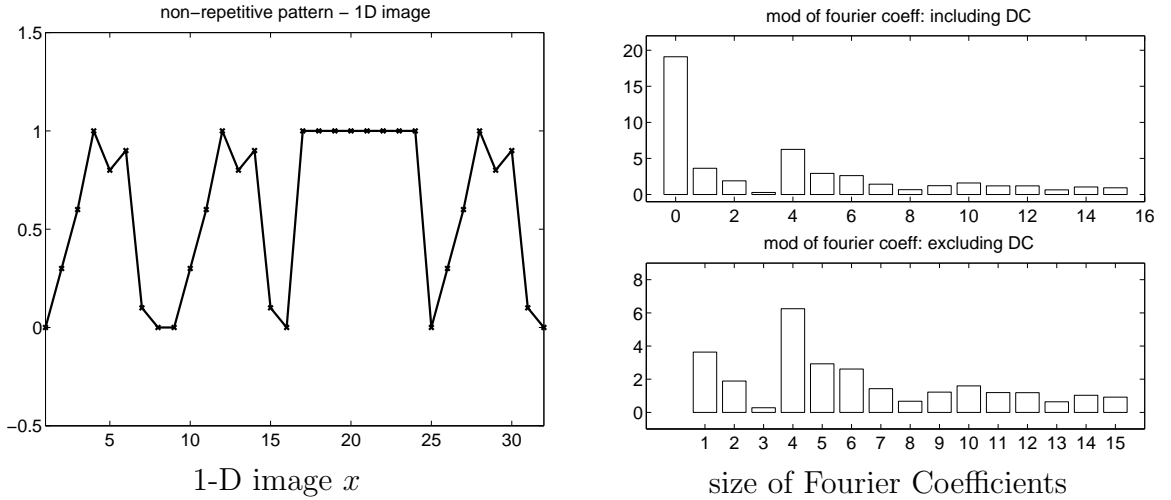 non−repetitive pattern − 1D image
1.5
1
0.5
0
−0.5
5 10 15 20 25 30
1-D image x
mod of fourier coeff: including DC
20
15
10
5
0
0 2 4 6 8 10 12 14 16
mod of fourier coeff: excluding DC
8
6
4
2
0
1 2 3 4 5 6 7 8 9 10 11 12 13 14 15
size of Fourier Coefficients